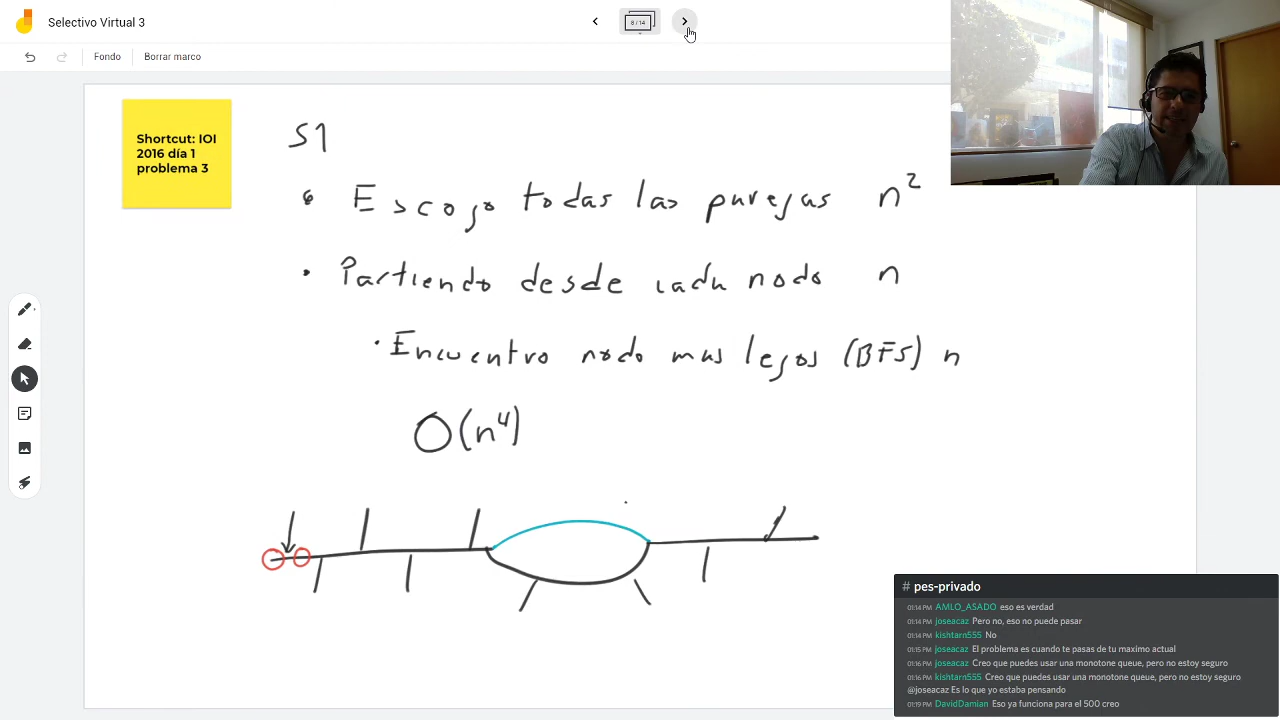 Selectivo Virtual 3
8 / 14
Fondo
Borrar marco
Shortcut: IOI
2016 día 1
problema 3
S1
• Escojo todas las parejas n²
• Partiendo desde cada nodo n
• Encuentro nodo mas lejos (BFS) n
O(n⁴)
# pes-privado
01:14 PM AMLO_ASADO eso es verdad
01:14 PM joseacaz Pero no, eso no puede pasar
01:14 PM kishtarn555 No
01:15 PM joseacaz El problema es cuando te pasas de tu maximo actual
01:16 PM joseacaz Creo que puedes usar una monotone queue, pero no estoy seguro
01:16 PM kishtarn555 Creo que puedes usar una monotone queue, pero no estoy seguro
@joseacaz Es lo que yo estaba pensando
01:19 PM DavidDamian Eso ya funciona para el 500 creo